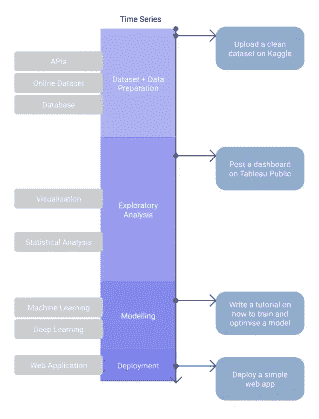 Time Series
APIs
Online Dataset
Database
Dataset + Data
Preparation
Upload a clean
dataset on Kaggle
Visualisation
Statistical Analysis
Exploratory
Analysis
Post a dashboard
on Tableau Public
Machine Learning
Deep Learning
Modelling
Write a tutorial on
how to train and
optimise a model
Web Application
Deployment
Deploy a simple
web app